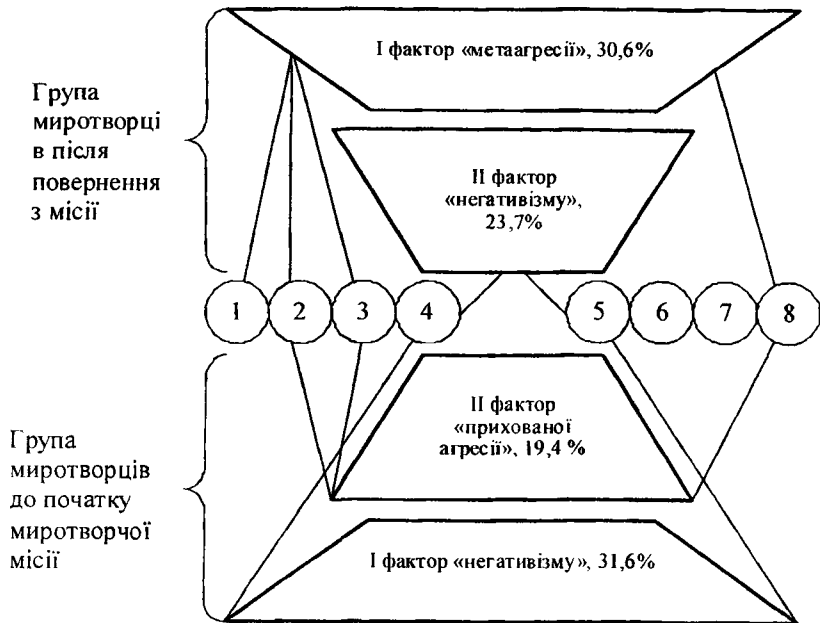 І фактор «метаагресії», 30,6%
Група
миротворці
в після
повернення
з місії
ІІ фактор
«негативізму»,
23,7%
1 2 3 4 5 6 7 8
Група
миротворців
до початку
миротворчої
місії
ІІ фактор
«прихованої
агресії», 19,4 %
І фактор «негативізму», 31,6%